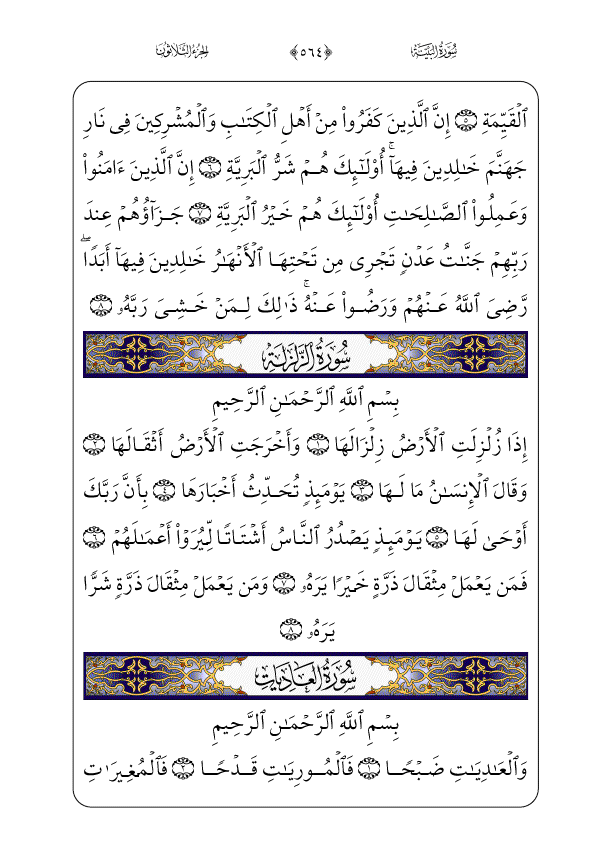 سُورَةُ البَيِّنَة ﴿٥٦٤﴾ الجُزءُ الثَّلَاثُونَ
ٱلۡقَيِّمَةِ ٥ إِنَّ ٱلَّذِينَ كَفَرُواْ مِنۡ أَهۡلِ ٱلۡكِتَٰبِ وَٱلۡمُشۡرِكِينَ فِي نَارِ
جَهَنَّمَ خَٰلِدِينَ فِيهَآۚ أُوْلَٰٓئِكَ هُمۡ شَرُّ ٱلۡبَرِيَّةِ ٦ إِنَّ ٱلَّذِينَ ءَامَنُواْ
وَعَمِلُواْ ٱلصَّٰلِحَٰتِ أُوْلَٰٓئِكَ هُمۡ خَيۡرُ ٱلۡبَرِيَّةِ ٧ جَزَآؤُهُمۡ عِندَ
رَبِّهِمۡ جَنَّٰتُ عَدۡنٖ تَجۡرِي مِن تَحۡتِهَا ٱلۡأَنۡهَٰرُ خَٰلِدِينَ فِيهَآ أَبَدٗاۖ
رَّضِيَ ٱللَّهُ عَنۡهُمۡ وَرَضُواْ عَنۡهُۚ ذَٰلِكَ لِمَنۡ خَشِيَ رَبَّهُۥ ٨
سُورَةُ الزَّلۡزَلَةِ
بِسۡمِ ٱللَّهِ ٱلرَّحۡمَٰنِ ٱلرَّحِيمِ
إِذَا زُلۡزِلَتِ ٱلۡأَرۡضُ زِلۡزَالَهَا ١ وَأَخۡرَجَتِ ٱلۡأَرۡضُ أَثۡقَالَهَا ٢
وَقَالَ ٱلۡإِنسَٰنُ مَا لَهَا ٣ يَوۡمَئِذٖ تُحَدِّثُ أَخۡبَارَهَا ٤ بِأَنَّ رَبَّكَ
أَوۡحَىٰ لَهَا ٥ يَوۡمَئِذٖ يَصۡدُرُ ٱلنَّاسُ أَشۡتَاتٗا لِّيُرَوۡاْ أَعۡمَٰلَهُمۡ ٦
فَمَن يَعۡمَلۡ مِثۡقَالَ ذَرَّةٍ خَيۡرٗا يَرَهُۥ ٧ وَمَن يَعۡمَلۡ مِثۡقَالَ ذَرَّةٖ شَرّٗا
يَرَهُۥ ٨
سُورَةُ العَادِيَاتِ
بِسۡمِ ٱللَّهِ ٱلرَّحۡمَٰنِ ٱلرَّحِيمِ
وَٱلۡعَٰدِيَٰتِ ضَبۡحٗا ١ فَٱلۡمُورِيَٰتِ قَدۡحٗا ٢ فَٱلۡمُغِيرَٰتِ